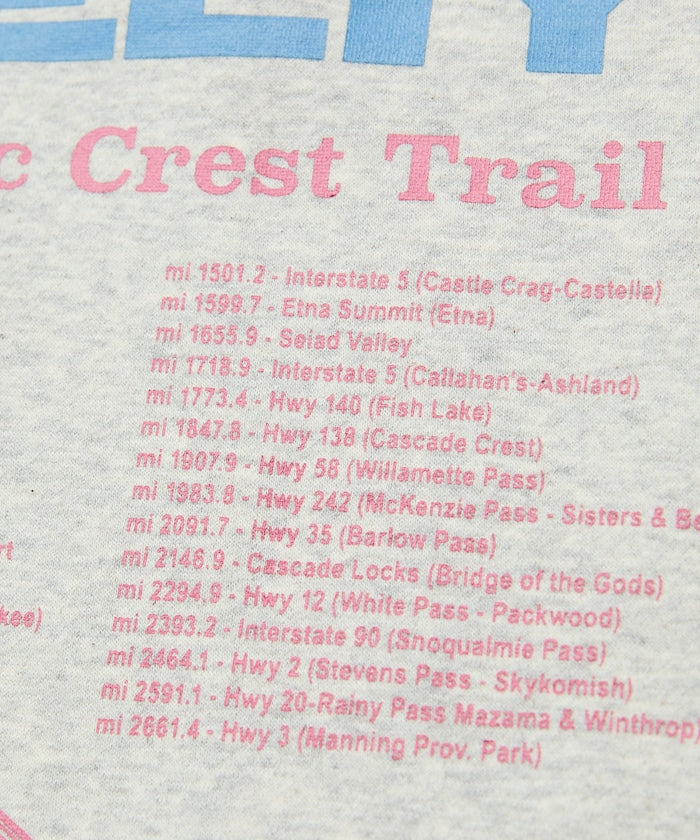 c Crest Trail
mi 1501.2 - Interstate 5 (Castle Crag-Castella)
mi 1599.7 - Etna Summit (Etna)
mi 1655.9 - Seiad Valley
mi 1718.9 - Interstate 5 (Callahan's-Ashland)
mi 1773.4 - Hwy 140 (Fish Lake)
mi 1847.8 - Hwy 138 (Cascade Crest)
mi 1907.9 - Hwy 58 (Willamette Pass)
mi 1983.8 - Hwy 242 (McKenzie Pass - Sisters & Be
mi 2091.7 - Hwy 35 (Barlow Pass)
rt
mi 2146.9 - Cascade Locks (Bridge of the Gods)
mi 2294.9 - Hwy 12 (White Pass - Packwood)
kee)
mi 2393.2 - Interstate 90 (Snoqualmie Pass)
mi 2464.1 - Hwy 2 (Stevens Pass - Skykomish)
mi 2591.1 - Hwy 20-Rainy Pass Mazama & Winthrop)
mi 2661.4 - Hwy 3 (Manning Prov. Park)